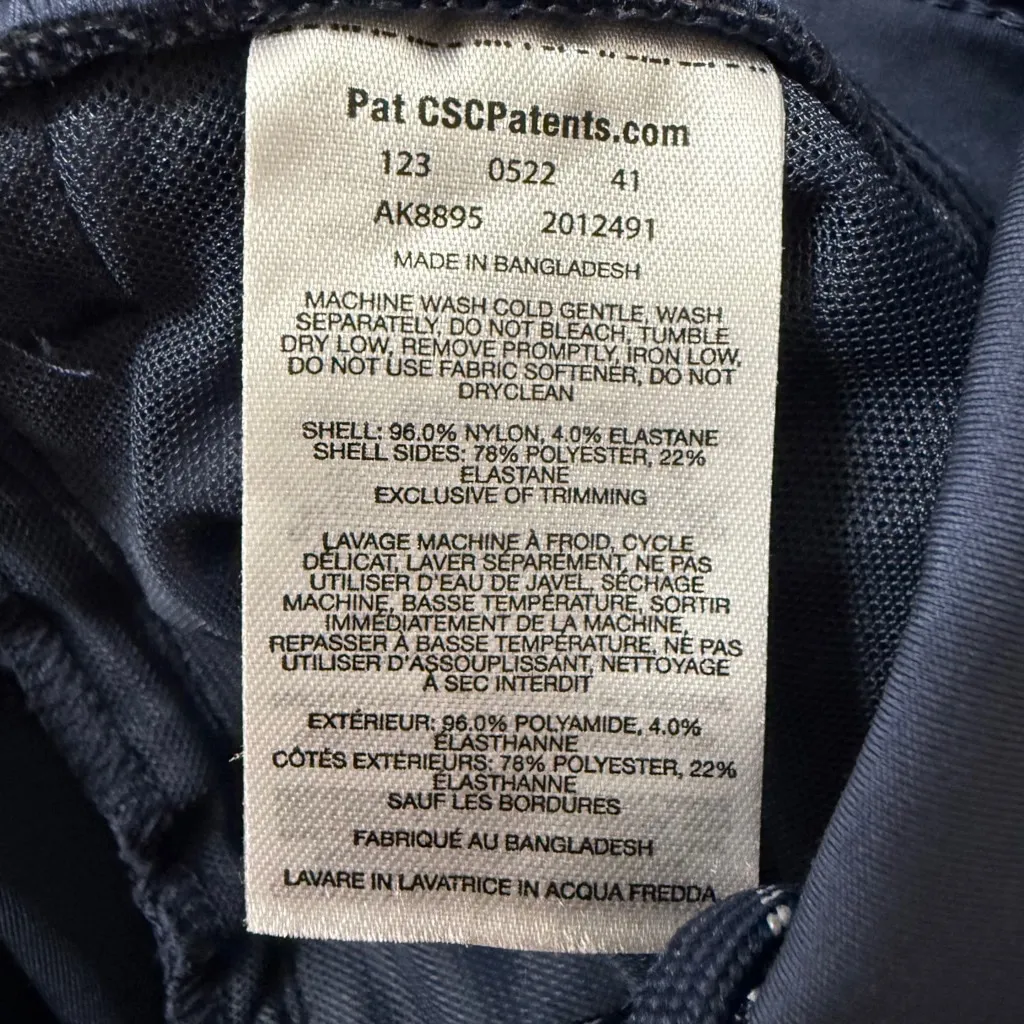 Pat CSCPatents.com
123 0522 41
AK8895 2012491
MADE IN BANGLADESH
MACHINE WASH COLD GENTLE, WASH
SEPARATELY, DO NOT BLEACH, TUMBLE
DRY LOW, REMOVE PROMPTLY, IRON LOW,
DO NOT USE FABRIC SOFTENER, DO NOT
DRYCLEAN
SHELL: 96.0% NYLON, 4.0% ELASTANE
SHELL SIDES: 78% POLYESTER, 22%
ELASTANE
EXCLUSIVE OF TRIMMING
LAVAGE MACHINE À FROID, CYCLE
DÉLICAT, LAVER SÉPARÉMENT, NE PAS
UTILISER D'EAU DE JAVEL, SÉCHAGE
MACHINE, BASSE TEMPÉRATURE, SORTIR
IMMÉDIATEMENT DE LA MACHINE,
REPASSER À BASSE TEMPÉRATURE, NE PAS
UTILISER D'ASSOUPLISSANT, NETTOYAGE
À SEC INTERDIT
EXTÉRIEUR: 96.0% POLYAMIDE, 4.0%
ÉLASTHANNE
CÔTÉS EXTÉRIEURS: 78% POLYESTER, 22%
ÉLASTHANNE
SAUF LES BORDURES
FABRIQUÉ AU BANGLADESH
LAVARE IN LAVATRICE IN ACQUA FREDDA